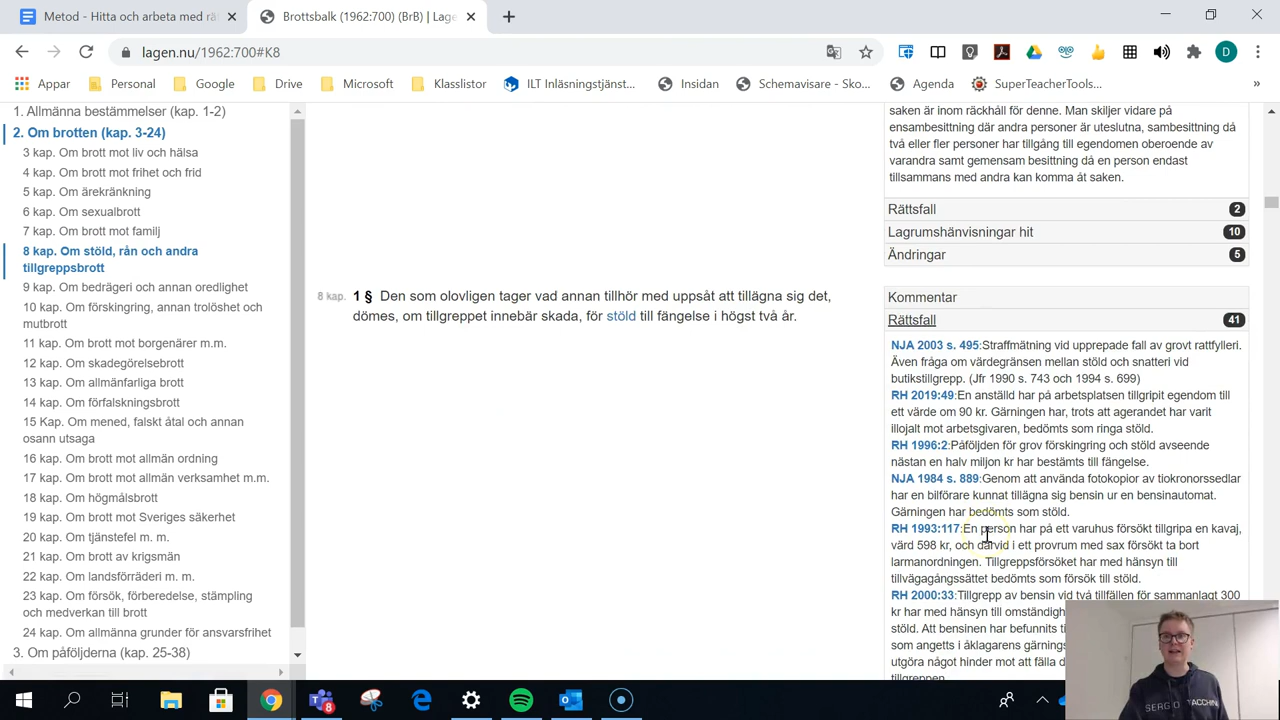 Metod - Hitta och arbeta med rä
Brottsbalk (1962:700) (BrB) | Lage
lagen.nu/1962:700#K8
D
Appar
Personal
Google
Drive
Microsoft
Klasslistor
ILT Inläsningstjänst...
Insidan
Schemavisare - Sko...
Agenda
SuperTeacherTools...
»
1. Allmänna bestämmelser (kap. 1-2)
2. Om brotten (kap. 3-24)
3 kap. Om brott mot liv och hälsa
4 kap. Om brott mot frihet och frid
5 kap. Om ärekränkning
6 kap. Om sexualbrott
7 kap. Om brott mot familj
8 kap. Om stöld, rån och andra
tillgreppsbrott
9 kap. Om bedrägeri och annan oredlighet
10 kap. Om förskingring, annan trolöshet och
mutbrott
11 kap. Om brott mot borgenärer m.m.
12 kap. Om skadegörelsebrott
13 kap. Om allmänfarliga brott
14 kap. Om förfalskningsbrott
15 Kap. Om mened, falskt åtal och annan
osann utsaga
16 kap. Om brott mot allmän ordning
17 kap. Om brott mot allmän verksamhet m.m.
18 kap. Om högmålsbrott
19 kap. Om brott mot Sveriges säkerhet
20 kap. Om tjänstefel m. m.
21 kap. Om brott av krigsmän
22 kap. Om landsförräderi m. m.
23 kap. Om försök, förberedelse, stämpling
och medverkan till brott
24 kap. Om allmänna grunder för ansvarsfrihet
3. Om påföljderna (kap. 25-38)
8 kap. 1 § Den som olovligen tager vad annan tillhör med uppsåt att tillägna sig det,
dömes, om tillgreppet innebär skada, för stöld till fängelse i högst två år.
saken är inom räckhåll för denne. Man skiljer vidare på
ensambesittning där andra personer är uteslutna, sambesittning då
två eller fler personer har tillgång till egendomen oberoende av
varandra samt gemensam besittning då en person endast
tillsammans med andra kan komma åt saken.
Rättsfall 2
Lagrumshänvisningar hit 10
Ändringar 5
Kommentar
Rättsfall 41
NJA 2003 s. 495:Straffmätning vid upprepade fall av grovt rattfylleri.
Även fråga om värdegränsen mellan stöld och snatteri vid
butikstillgrepp. (Jfr 1990 s. 743 och 1994 s. 699)
RH 2019:49:En anställd har på arbetsplatsen tillgripit egendom till
ett värde om 90 kr. Gärningen har, trots att agerandet har varit
illojalt mot arbetsgivaren, bedömts som ringa stöld.
RH 1996:2:Påföljden för grov förskingring och stöld avseende
nästan en halv miljon kr har bestämts till fängelse.
NJA 1984 s. 889:Genom att använda fotokopior av tiokronorssedlar
har en bilförare kunnat tillägna sig bensin ur en bensinautomat.
Gärningen har bedömts som stöld.
RH 1993:117:En person har på ett varuhus försökt tillgripa en kavaj,
värd 598 kr, och därvid i ett provrum med sax försökt ta bort
larmanordningen. Tillgreppsförsöket har med hänsyn till
tillvägagångssättet bedömts som försök till stöld.
RH 2000:33:Tillgrepp av bensin vid två tillfällen för sammanlagt 300
kr har med hänsyn till omständigh
stöld. Att bensinen har befunnits ti
som angetts i åklagarens gärnings
utgöra något hinder mot att fälla d
tillgreppen.
SERGIO TACCHINI
8